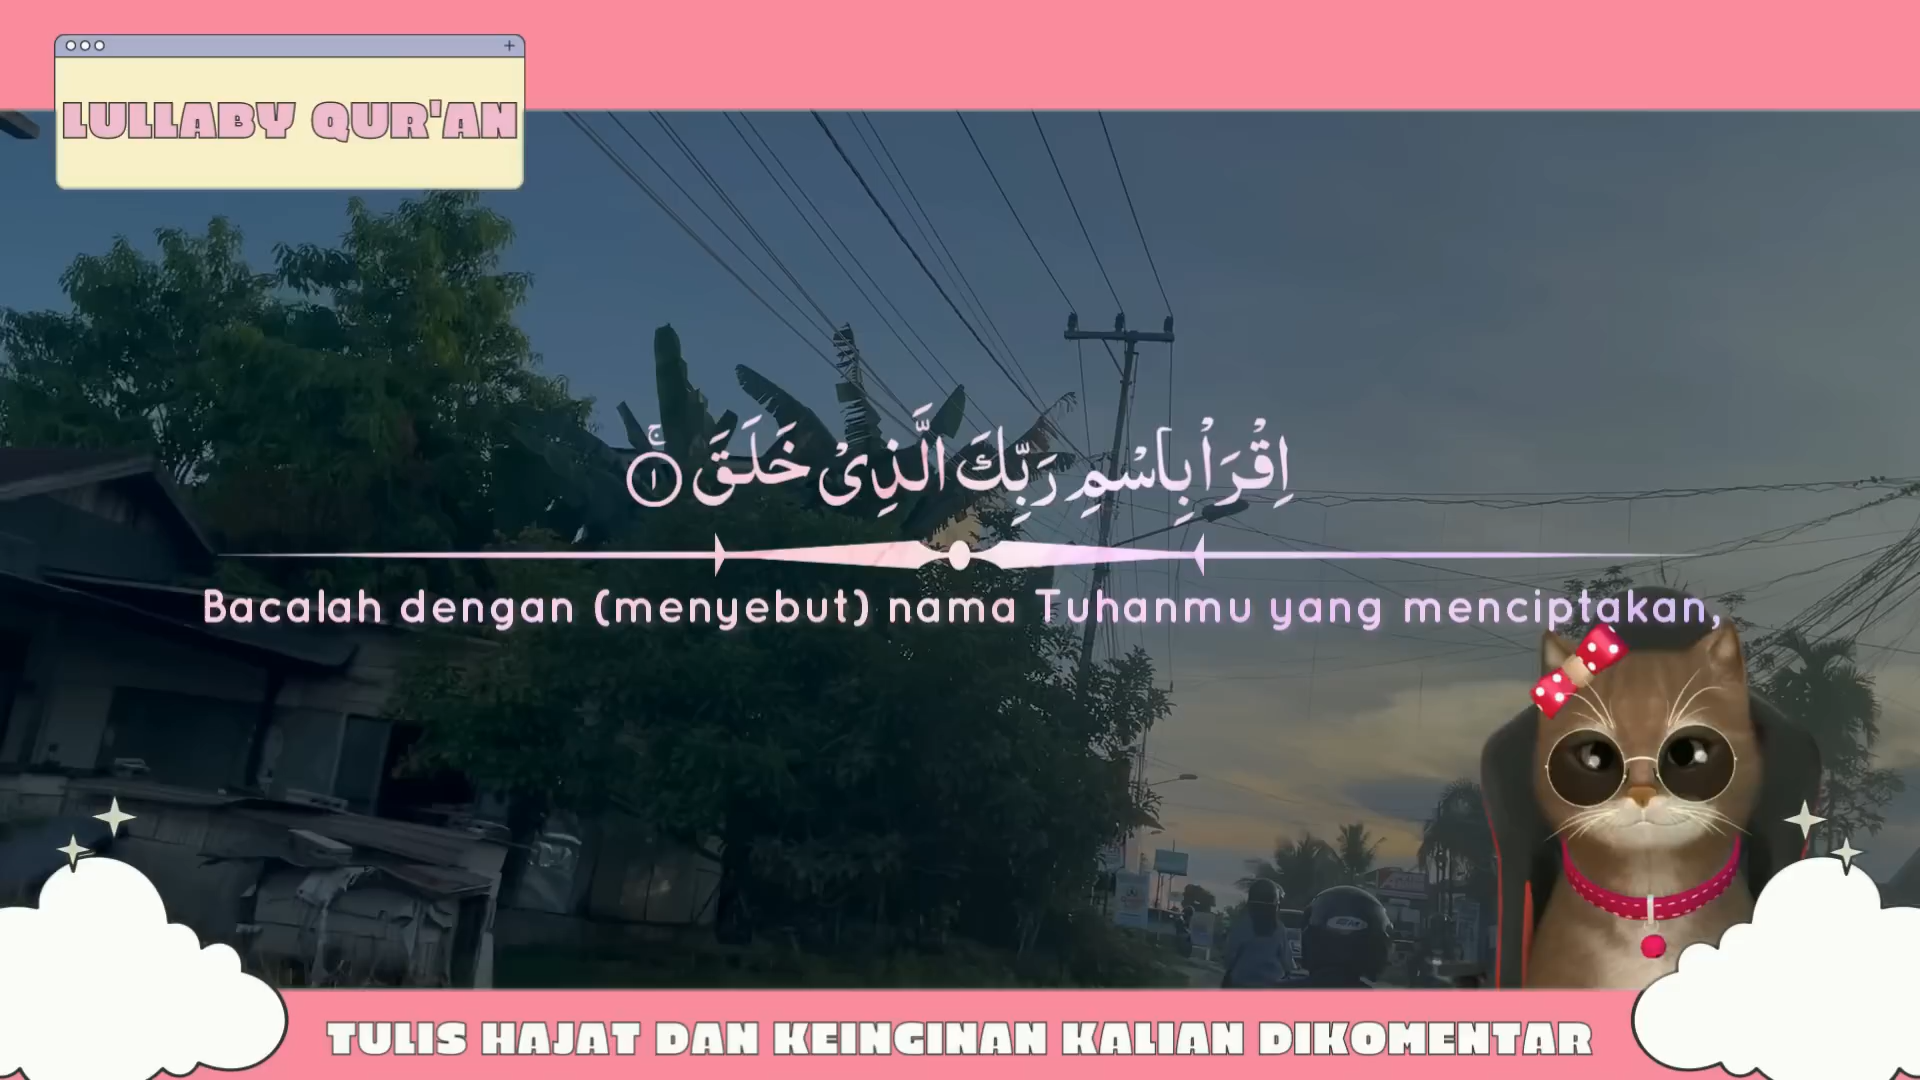 LULLABY QUR'AN
اِقْرَاْ بِاسْمِ رَبِّكَ الَّذِيْ خَلَقَۚ ١
Bacalah dengan (menyebut) nama Tuhanmu yang menciptakan,
TULIS HAJAT DAN KEINGINAN KALIAN DIKOMENTAR